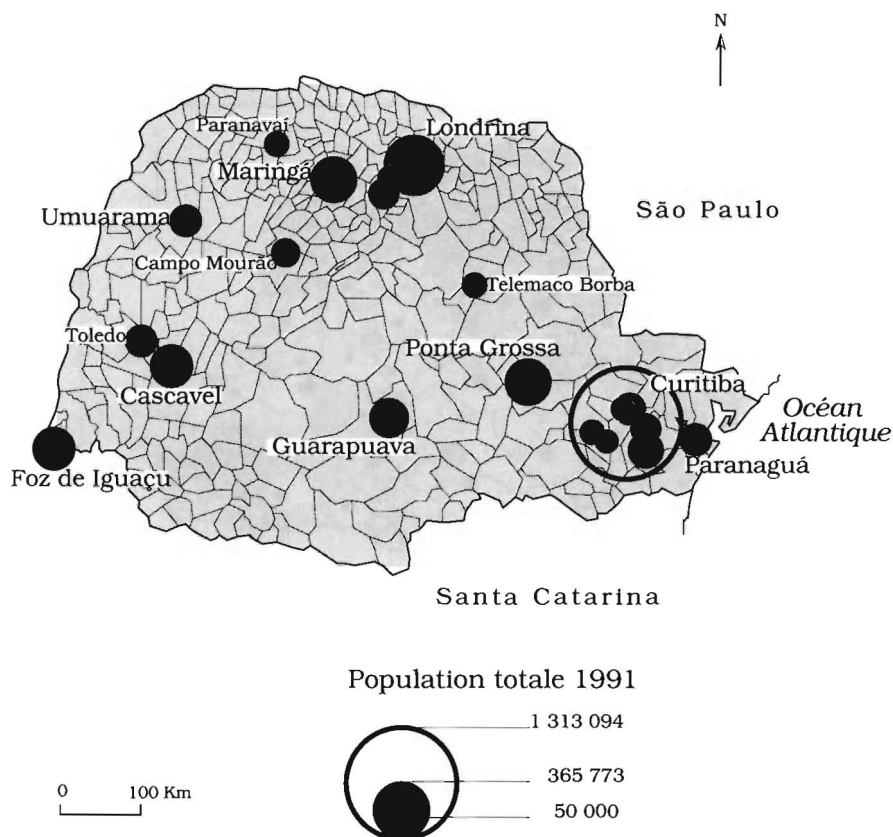 N
Paranavaí
Londrina
Maringá
Umuarama
São Paulo
Campo Mourão
Telemaco Borba
Toledo
Ponta Grossa
Cascavel
Curitiba
Océan
Atlantique
Guarapuava
Paranaguá
Foz de Iguaçu
Santa Catarina
Population totale 1991
1 313 094
365 773
50 000
0 100 Km